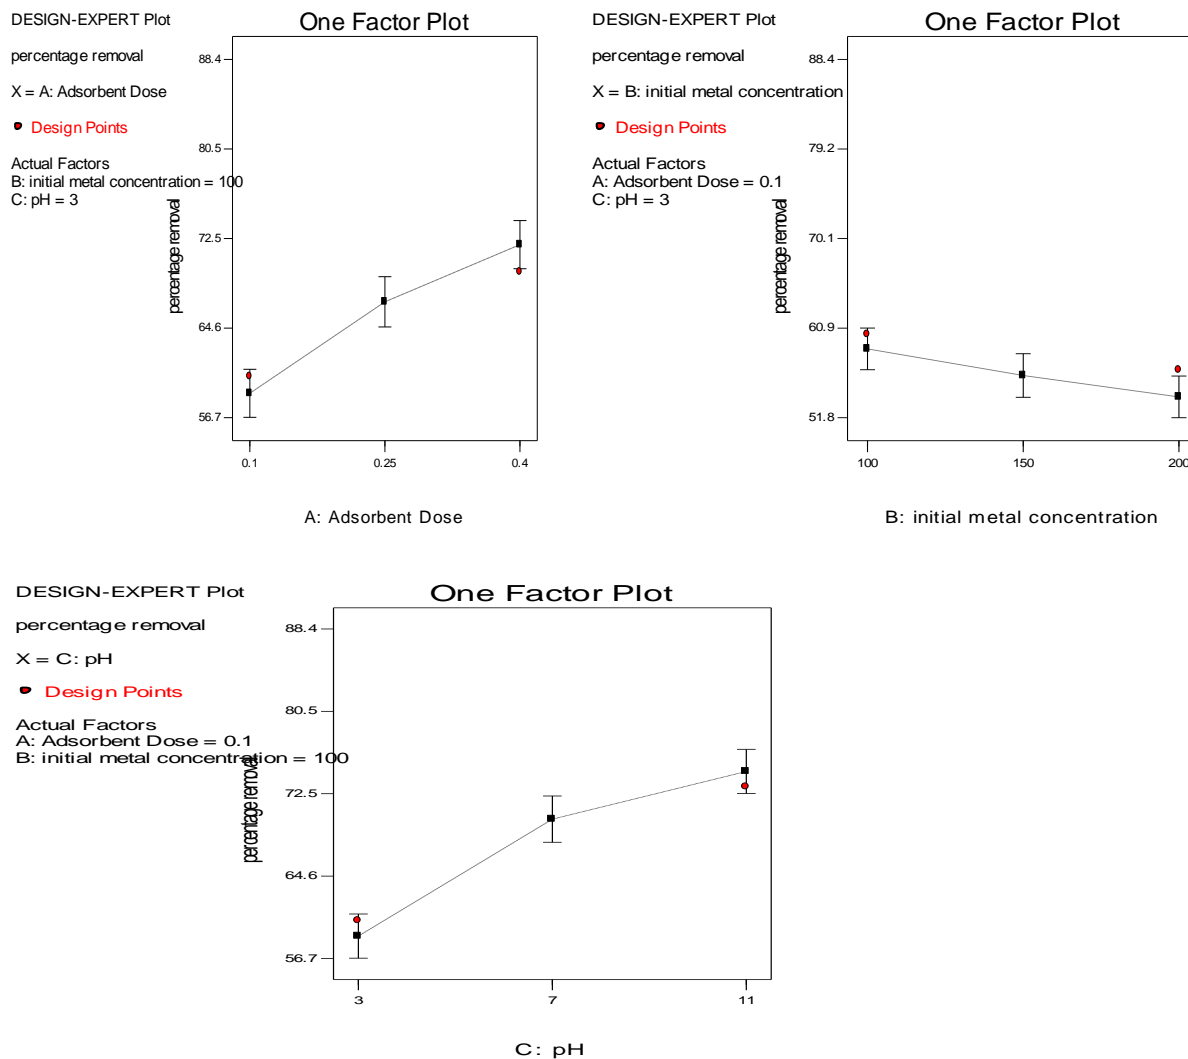 DESIGN-EXPERT Plot
percentage removal
X = A: Adsorbent Dose
Design Points
Actual Factors
B: initial metal concentration = 100
C: pH = 3
One Factor Plot
percentage removal
88.4
80.5
72.5
64.6
56.7
0.1 0.25 0.4
A: Adsorbent Dose
DESIGN-EXPERT Plot
percentage removal
X = B: initial metal concentration
Design Points
Actual Factors
A: Adsorbent Dose = 0.1
C: pH = 3
One Factor Plot
percentage removal
88.4
79.2
70.1
60.9
51.8
100 150 200
B: initial metal concentration
DESIGN-EXPERT Plot
percentage removal
X = C: pH
Design Points
Actual Factors
A: Adsorbent Dose = 0.1
B: initial metal concentration = 100
One Factor Plot
percentage removal
88.4
80.5
72.5
64.6
56.7
3 7 11
C: pH